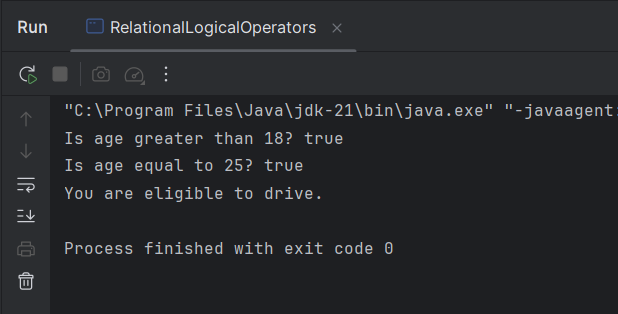 Run RelationalLogicalOperators
"C:\Program Files\Java\jdk-21\bin\java.exe" "-javaagent:
Is age greater than 18? true
Is age equal to 25? true
You are eligible to drive.
Process finished with exit code 0